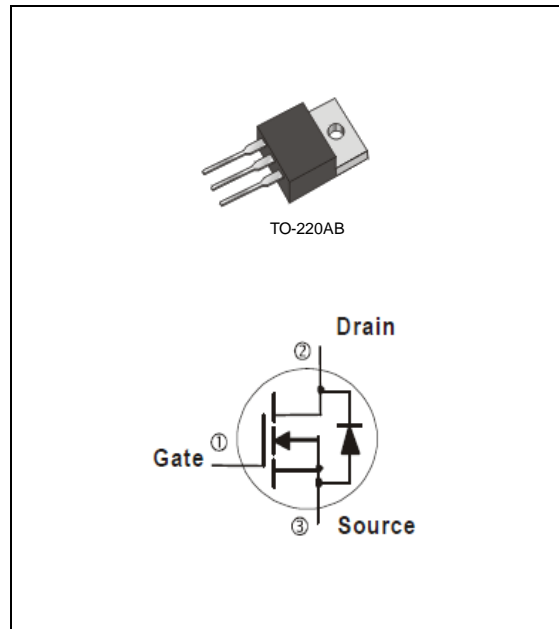 TO-220AB
Drain
②
①
Gate
③
Source